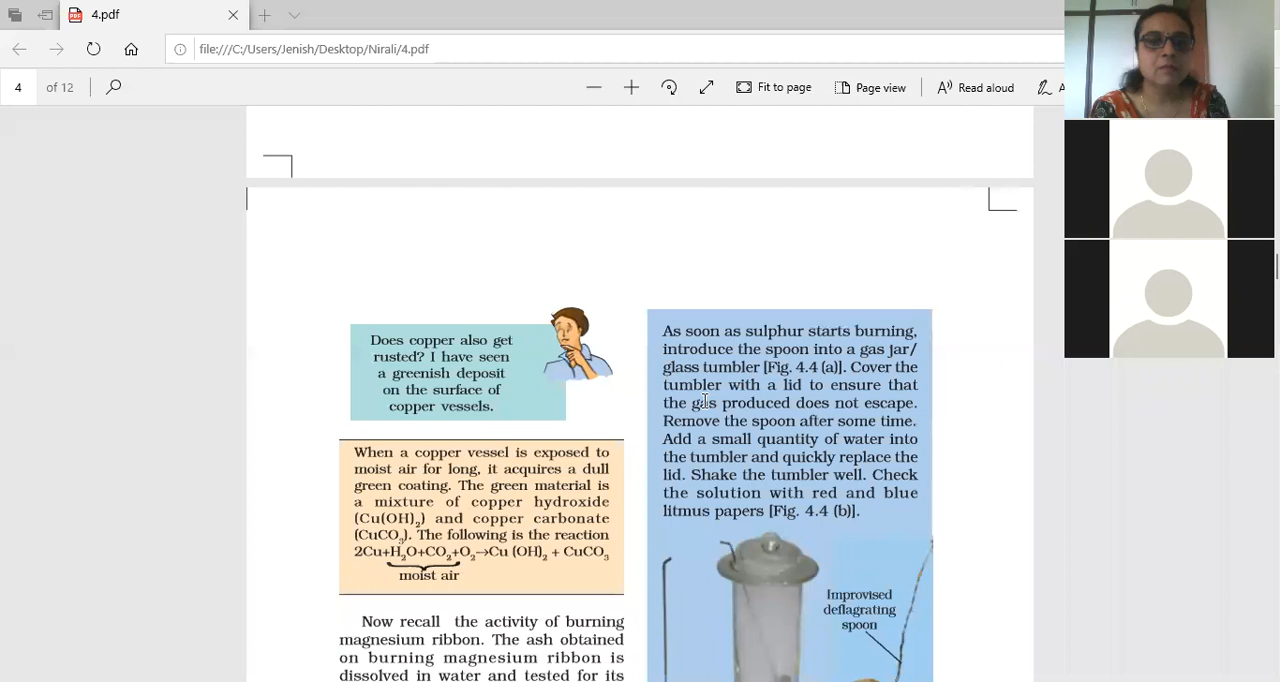 4.pdf
file:///C:/Users/Jenish/Desktop/Nirali/4.pdf
4 of 12
Fit to page
Page view
Read aloud
Does copper also get
rusted? I have seen
a greenish deposit
on the surface of
copper vessels.
When a copper vessel is exposed to
moist air for long, it acquires a dull
green coating. The green material is
a mixture of copper hydroxide
(Cu(OH)₂) and copper carbonate
(CuCO₃). The following is the reaction
2Cu+H₂O+CO₂+O₂→Cu (OH)₂ + CuCO₃
moist air
Now recall the activity of burning
magnesium ribbon. The ash obtained
on burning magnesium ribbon is
dissolved in water and tested for its
As soon as sulphur starts burning,
introduce the spoon into a gas jar/
glass tumbler [Fig. 4.4 (a)]. Cover the
tumbler with a lid to ensure that
the gas produced does not escape.
Remove the spoon after some time.
Add a small quantity of water into
the tumbler and quickly replace the
lid. Shake the tumbler well. Check
the solution with red and blue
litmus papers [Fig. 4.4 (b)].
Improvised
deflagrating
spoon